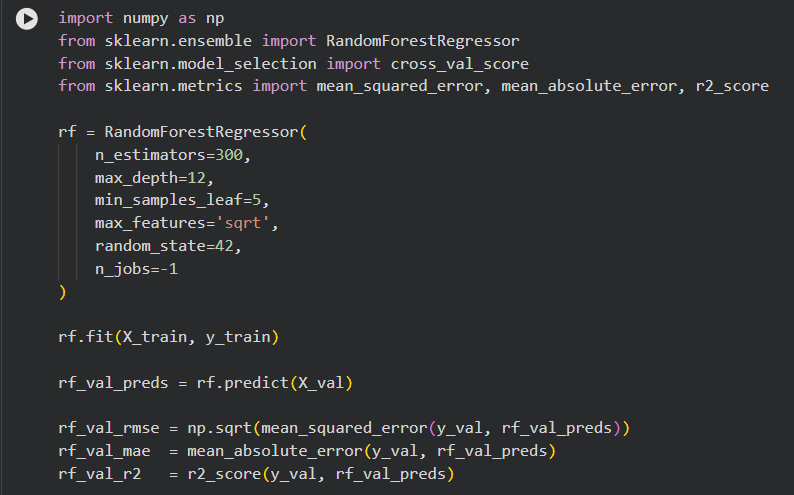 import numpy as np
from sklearn.ensemble import RandomForestRegressor
from sklearn.model_selection import cross_val_score
from sklearn.metrics import mean_squared_error, mean_absolute_error, r2_score

rf = RandomForestRegressor(
    n_estimators=300,
    max_depth=12,
    min_samples_leaf=5,
    max_features='sqrt',
    random_state=42,
    n_jobs=-1
)

rf.fit(X_train, y_train)

rf_val_preds = rf.predict(X_val)

rf_val_rmse = np.sqrt(mean_squared_error(y_val, rf_val_preds))
rf_val_mae  = mean_absolute_error(y_val, rf_val_preds)
rf_val_r2   = r2_score(y_val, rf_val_preds)